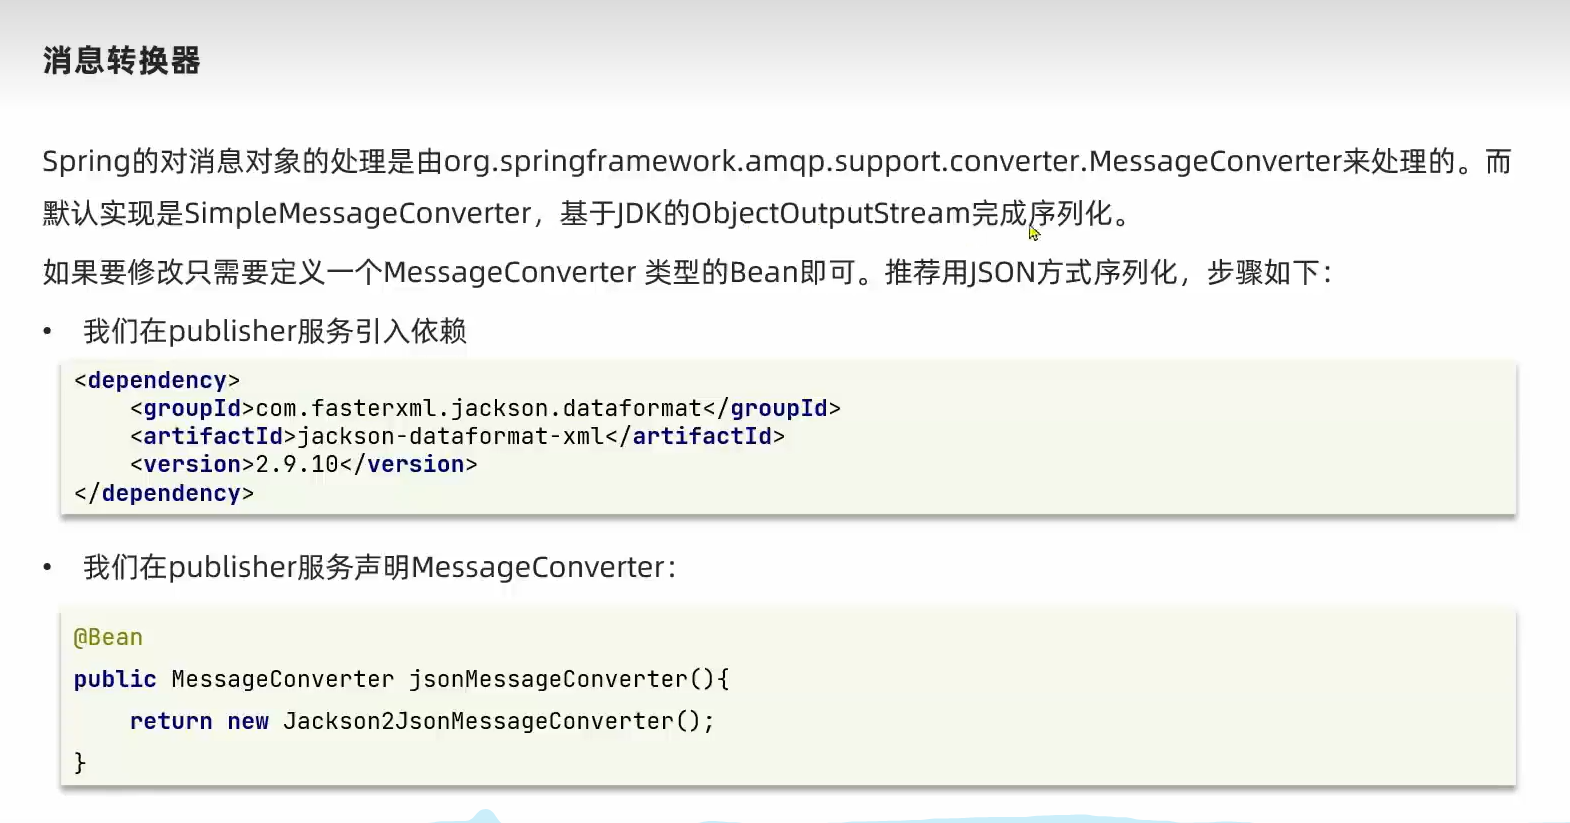 消息转换器
Spring的对消息对象的处理是由org.springframework.amqp.support.converter.MessageConverter来处理的。而
默认实现是SimpleMessageConverter，基于JDK的ObjectOutputStream完成序列化。
如果要修改只需要定义一个MessageConverter 类型的Bean即可。推荐用JSON方式序列化，步骤如下：
• 我们在publisher服务引入依赖
<dependency>
    <groupId>com.fasterxml.jackson.dataformat</groupId>
    <artifactId>jackson-dataformat-xml</artifactId>
    <version>2.9.10</version>
</dependency>
• 我们在publisher服务声明MessageConverter：
@Bean
public MessageConverter jsonMessageConverter(){
    return new Jackson2JsonMessageConverter();
}